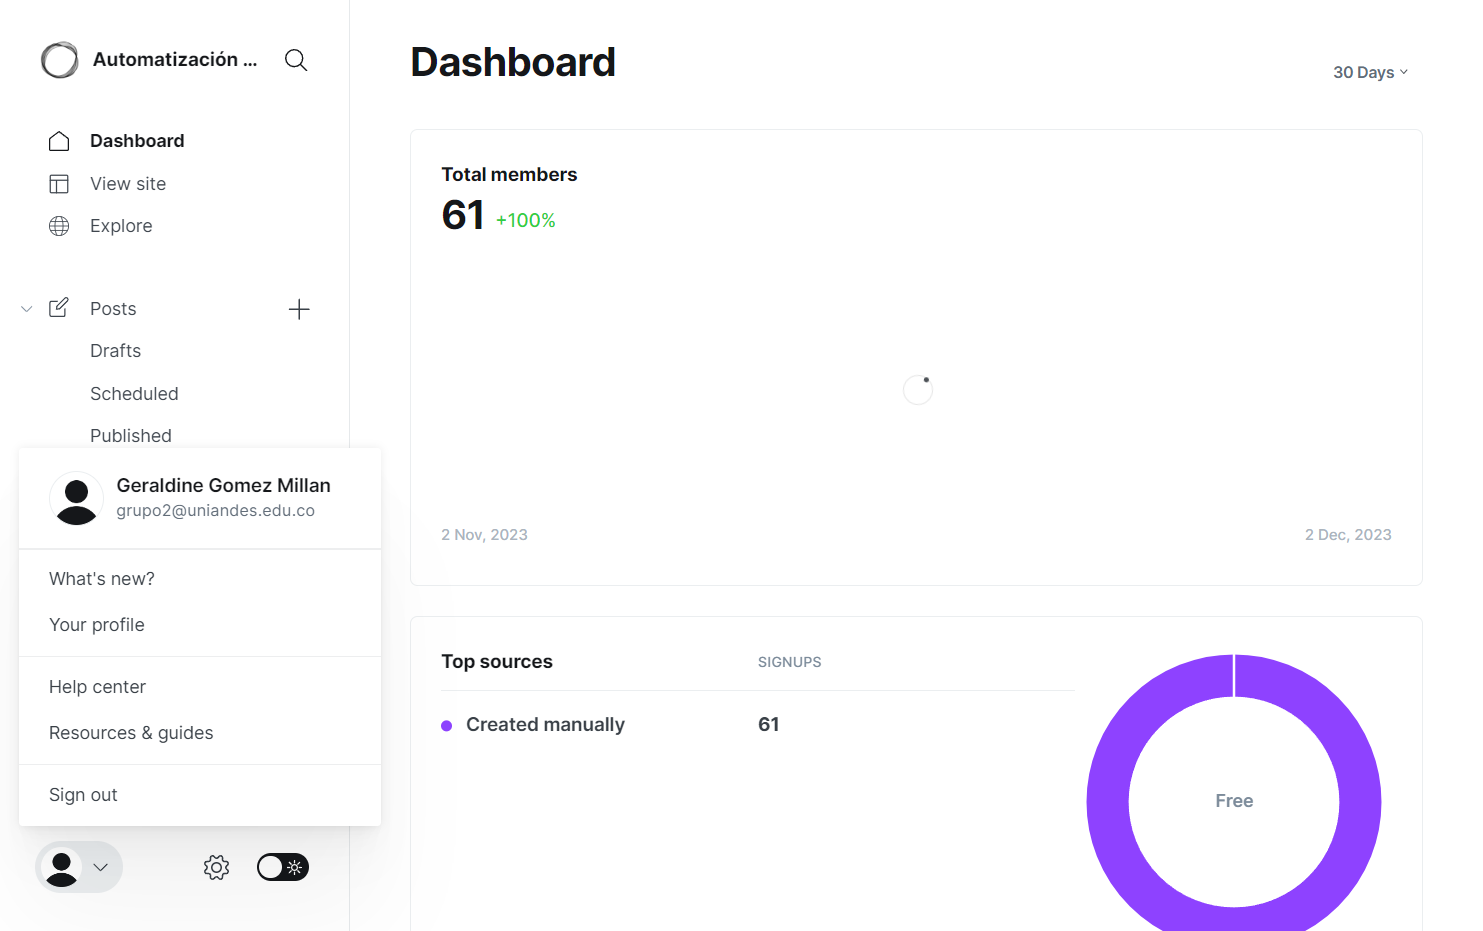 Automatización ...
Dashboard
View site
Explore
Posts
Drafts
Scheduled
Published
Geraldine Gomez Millan
grupo2@uniandes.edu.co
What's new?
Your profile
Help center
Resources & guides
Sign out
Dashboard
30 Days
Total members
61 +100%
2 Nov, 2023
2 Dec, 2023
Top sources
SIGNUPS
Created manually
61
Free